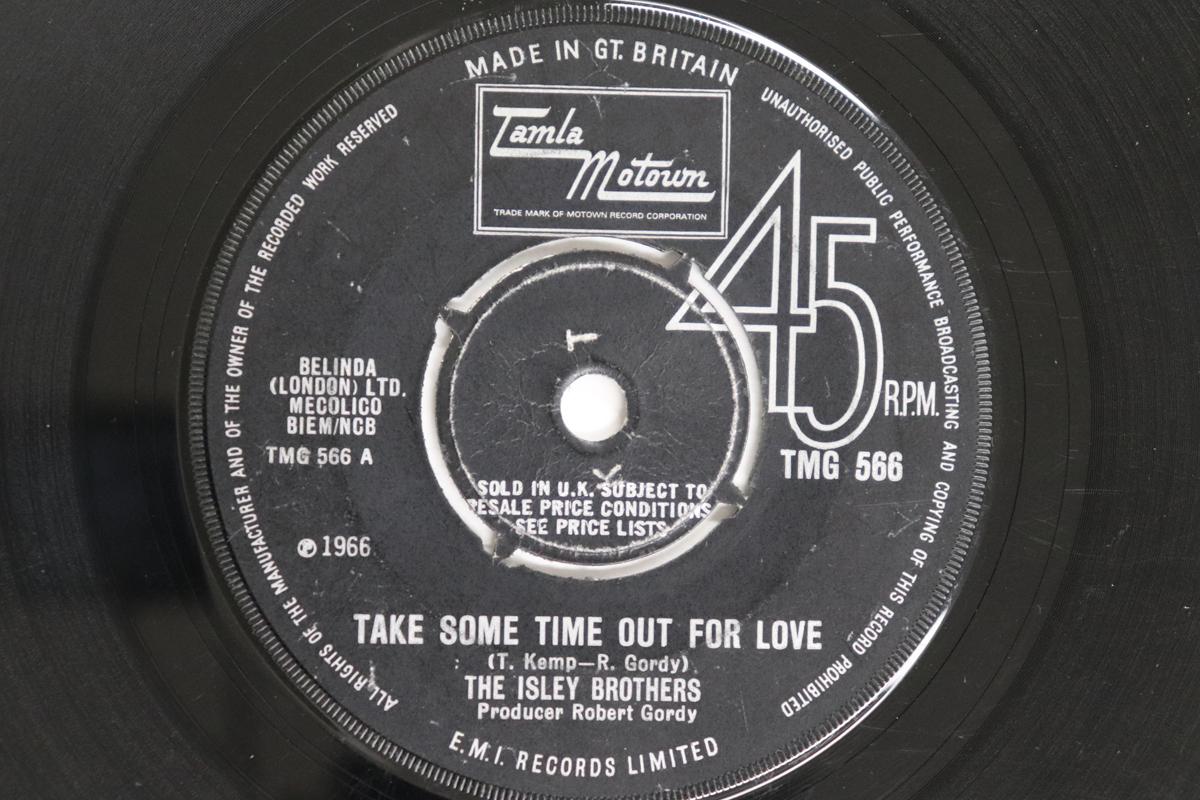 MADE IN GT. BRITAIN
Tamla
Motown
TRADE MARK OF MOTOWN RECORD CORPORATION
UNAUTHORISED PUBLIC PERFORMANCE BROADCASTING AND COPYING OF THIS RECORD PROHIBITED
ALL RIGHTS OF THE MANUFACTURER AND OF THE OWNER OF THE RECORDED WORK RESERVED
45
R.P.M.
TMG 566
BELINDA
(LONDON) LTD.
MECOLICO
BIEM/NCB
TMG 566 A
℗ 1966
T
K
SOLD IN U.K. SUBJECT TO
RESALE PRICE CONDITIONS
SEE PRICE LISTS
TAKE SOME TIME OUT FOR LOVE
(T. Kemp—R. Gordy)
THE ISLEY BROTHERS
Producer Robert Gordy
E.M.I. RECORDS LIMITED